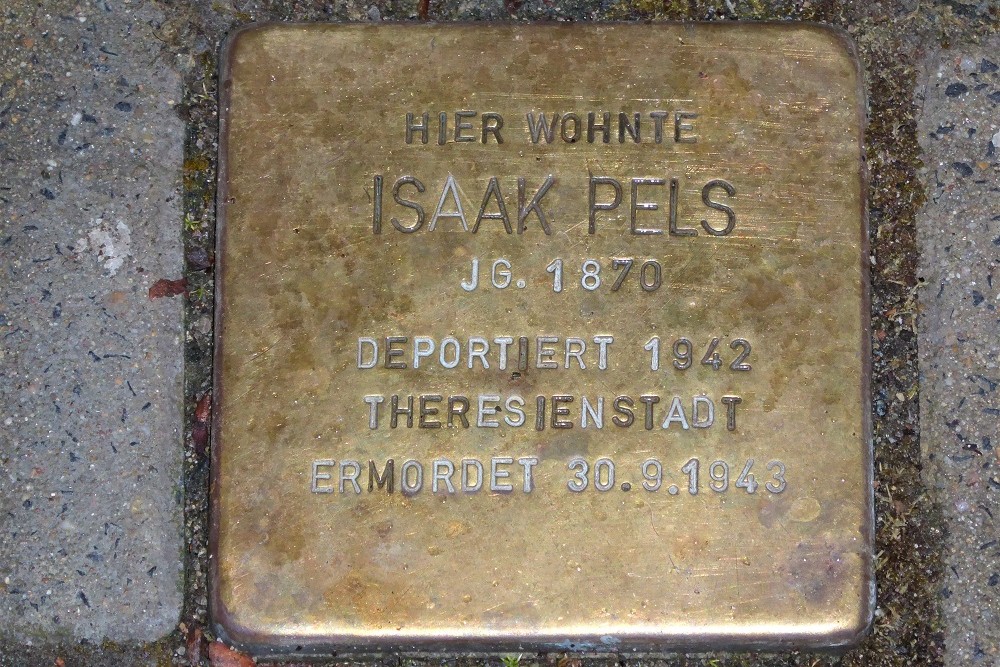 HIER WOHNTE
ISAAK PELS
JG. 1870
DEPORTIERT 1942
THERESIENSTADT
ERMORDET 30.9.1943